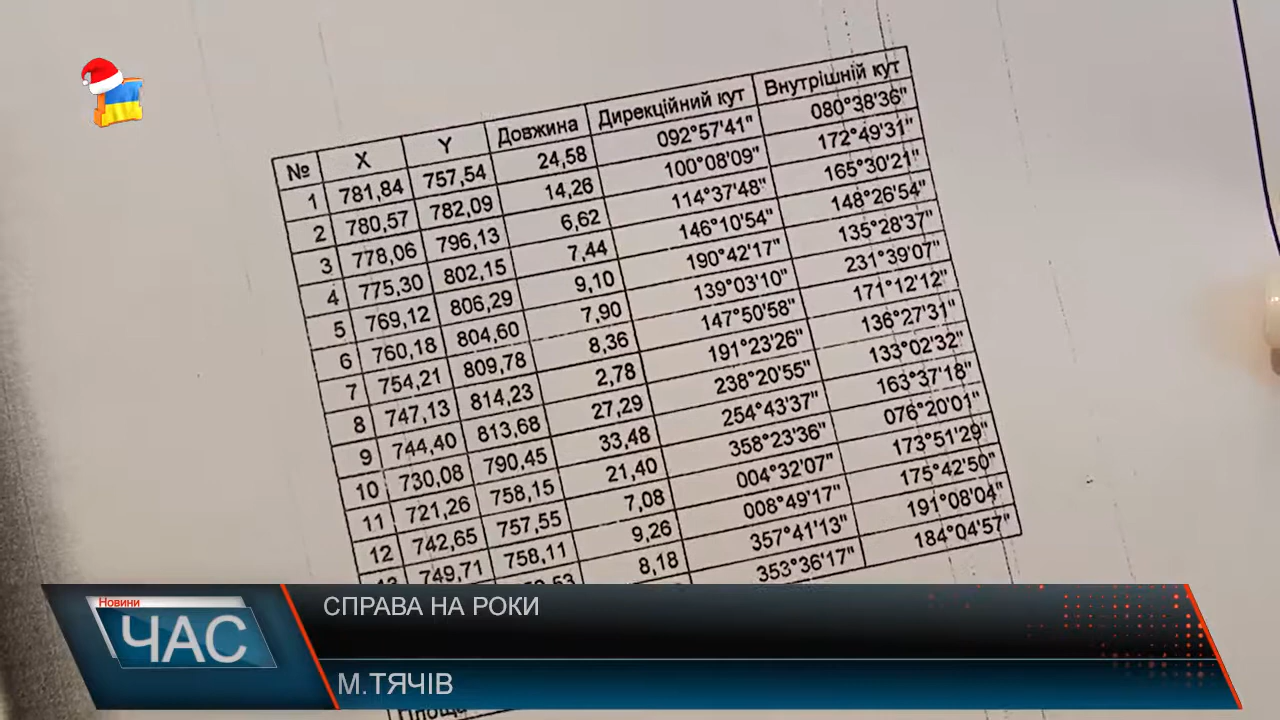 № X Y Довжина Дирекційний кут Внутрішній кут
1 781,84 757,54 24,58 092°57'41" 080°38'36"
2 780,57 782,09 14,26 100°08'09" 172°49'31"
3 778,06 796,13 6,62 114°37'48" 165°30'21"
4 775,30 802,15 7,44 146°10'54" 148°26'54"
5 769,12 806,29 9,10 190°42'17" 135°28'37"
6 760,18 804,60 7,90 139°03'10" 231°39'07"
7 754,21 809,78 8,36 147°50'58" 171°12'12"
8 747,13 814,23 2,78 191°23'26" 136°27'31"
9 744,40 813,68 27,29 238°20'55" 133°02'32"
10 730,08 790,45 33,48 254°43'37" 163°37'18"
11 721,26 758,15 21,40 358°23'36" 076°20'01"
12 742,65 757,55 7,08 004°32'07" 173°51'29"
13 749,71 758,11 9,26 008°49'17" 175°42'50"
8,18 357°41'13" 191°08'04"
353°36'17" 184°04'57"
Новини
ЧАС
СПРАВА НА РОКИ
М.ТЯЧІВ